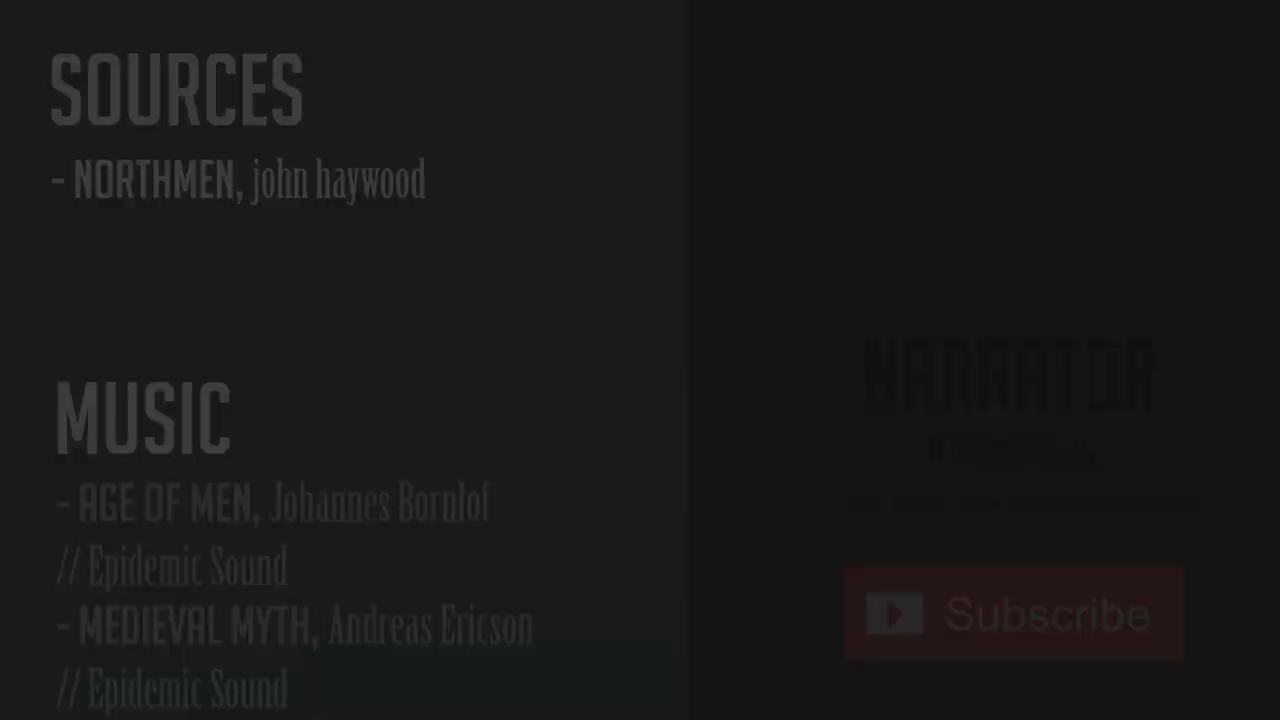 SOURCES
- NORTHMEN, john haywood
MUSIC
- AGE OF MEN, Johannes Bornlof
// Epidemic Sound
- MEDIEVAL MYTH, Andreas Ericson
// Epidemic Sound
NARRATOR
Subscribe